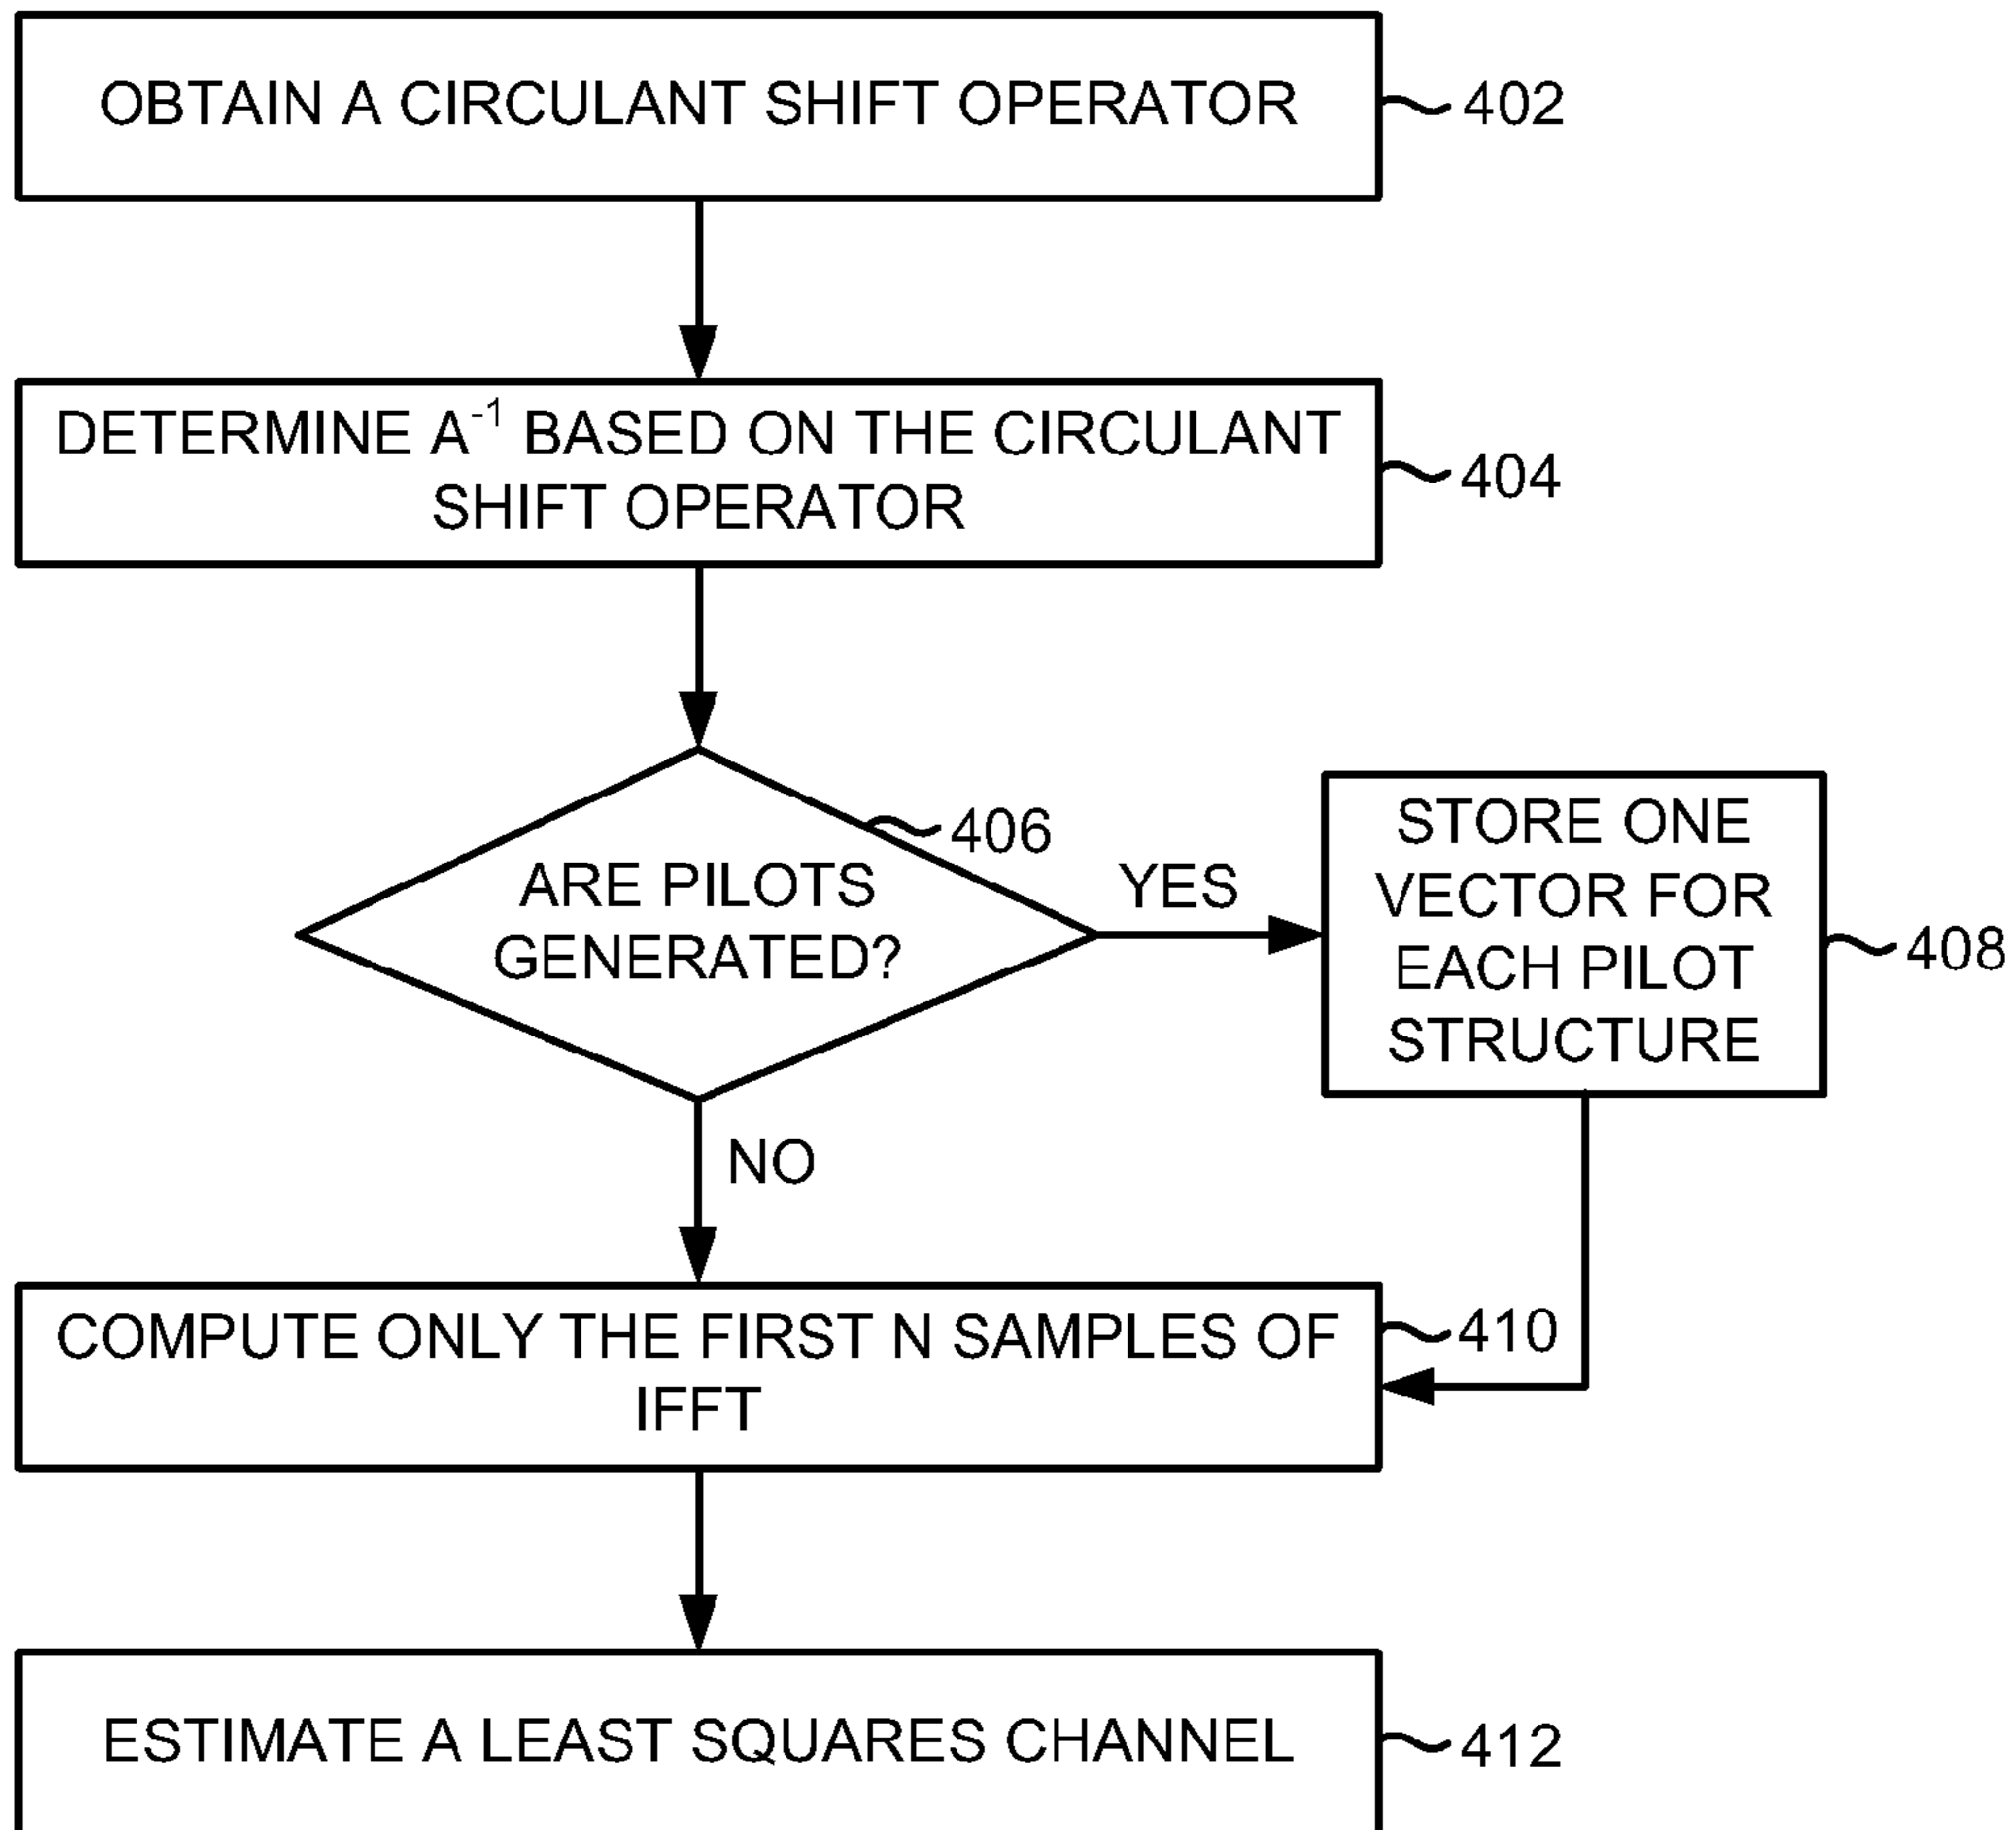 OBTAIN A CIRCULANT SHIFT OPERATOR
402
DETERMINE A⁻¹ BASED ON THE CIRCULANT
SHIFT OPERATOR
404
406
ARE PILOTS
GENERATED?
YES
STORE ONE
VECTOR FOR
EACH PILOT
STRUCTURE
408
NO
COMPUTE ONLY THE FIRST N SAMPLES OF
IFFT
410
ESTIMATE A LEAST SQUARES CHANNEL
412